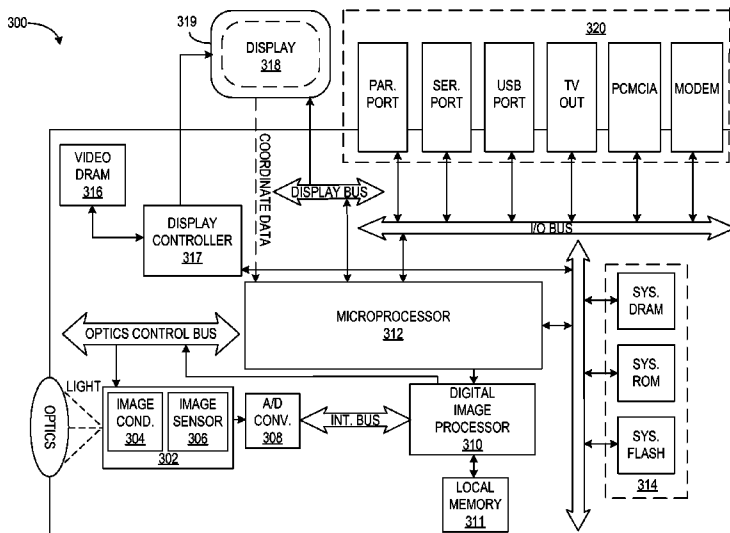 300
319
DISPLAY
318
320
PAR.
PORT
SER.
PORT
USB
PORT
TV
OUT
PCMCIA
MODEM
VIDEO
DRAM
316
DISPLAY
CONTROLLER
317
COORDINATE DATA
DISPLAY BUS
I/O BUS
MICROPROCESSOR
312
SYS.
DRAM
SYS.
ROM
SYS.
FLASH
314
OPTICS CONTROL BUS
OPTICS
LIGHT
IMAGE
COND.
304
IMAGE
SENSOR
306
302
A/D
CONV.
308
INT. BUS
DIGITAL
IMAGE
PROCESSOR
310
LOCAL
MEMORY
311